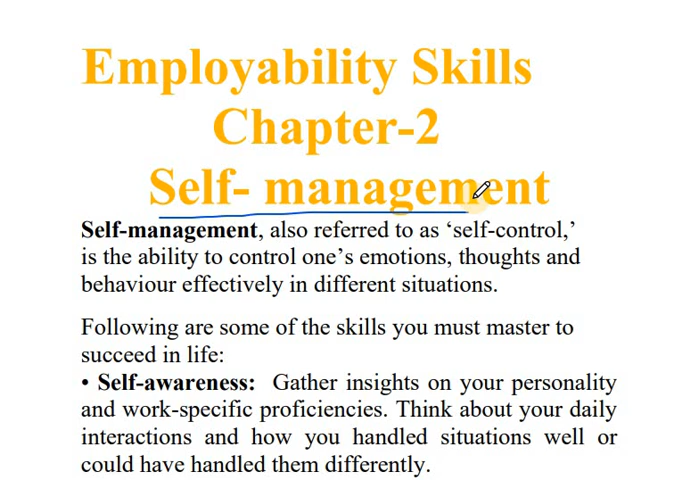 Employability Skills
Chapter-2
Self- management
Self-management, also referred to as ‘self-control,’
is the ability to control one’s emotions, thoughts and
behaviour effectively in different situations.
Following are some of the skills you must master to
succeed in life:
• Self-awareness: Gather insights on your personality
and work-specific proficiencies. Think about your daily
interactions and how you handled situations well or
could have handled them differently.